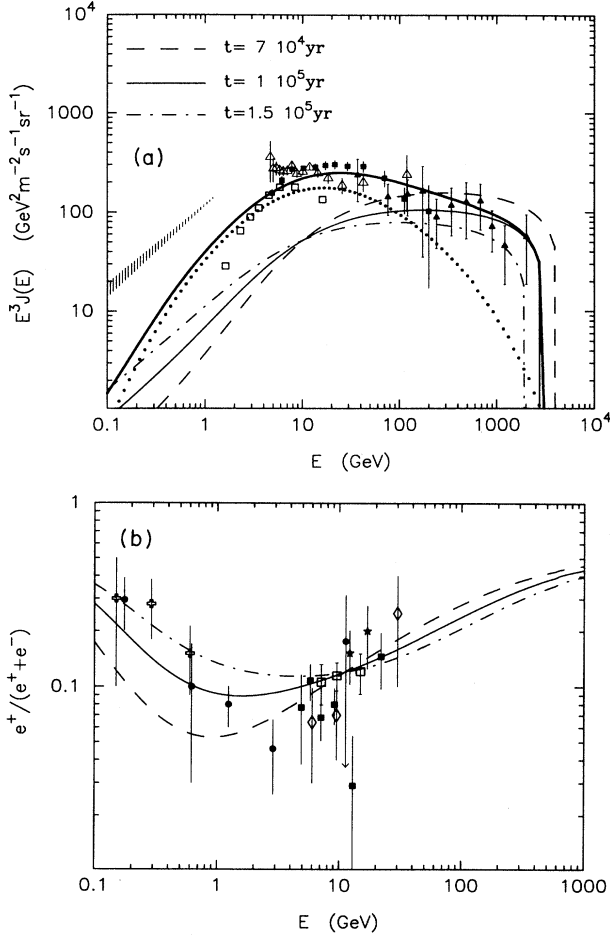 10⁴
1000
100
10
E³J(E) (GeV²m⁻²s⁻¹sr⁻¹)
t= 7 10⁴yr
t= 1 10⁵yr
t=1.5 10⁵yr
(a)
0.1 1 10 100 1000 10⁴
E (GeV)
1
0.1
e⁺/(e⁺+e⁻)
(b)
0.1 1 10 100 1000
E (GeV)